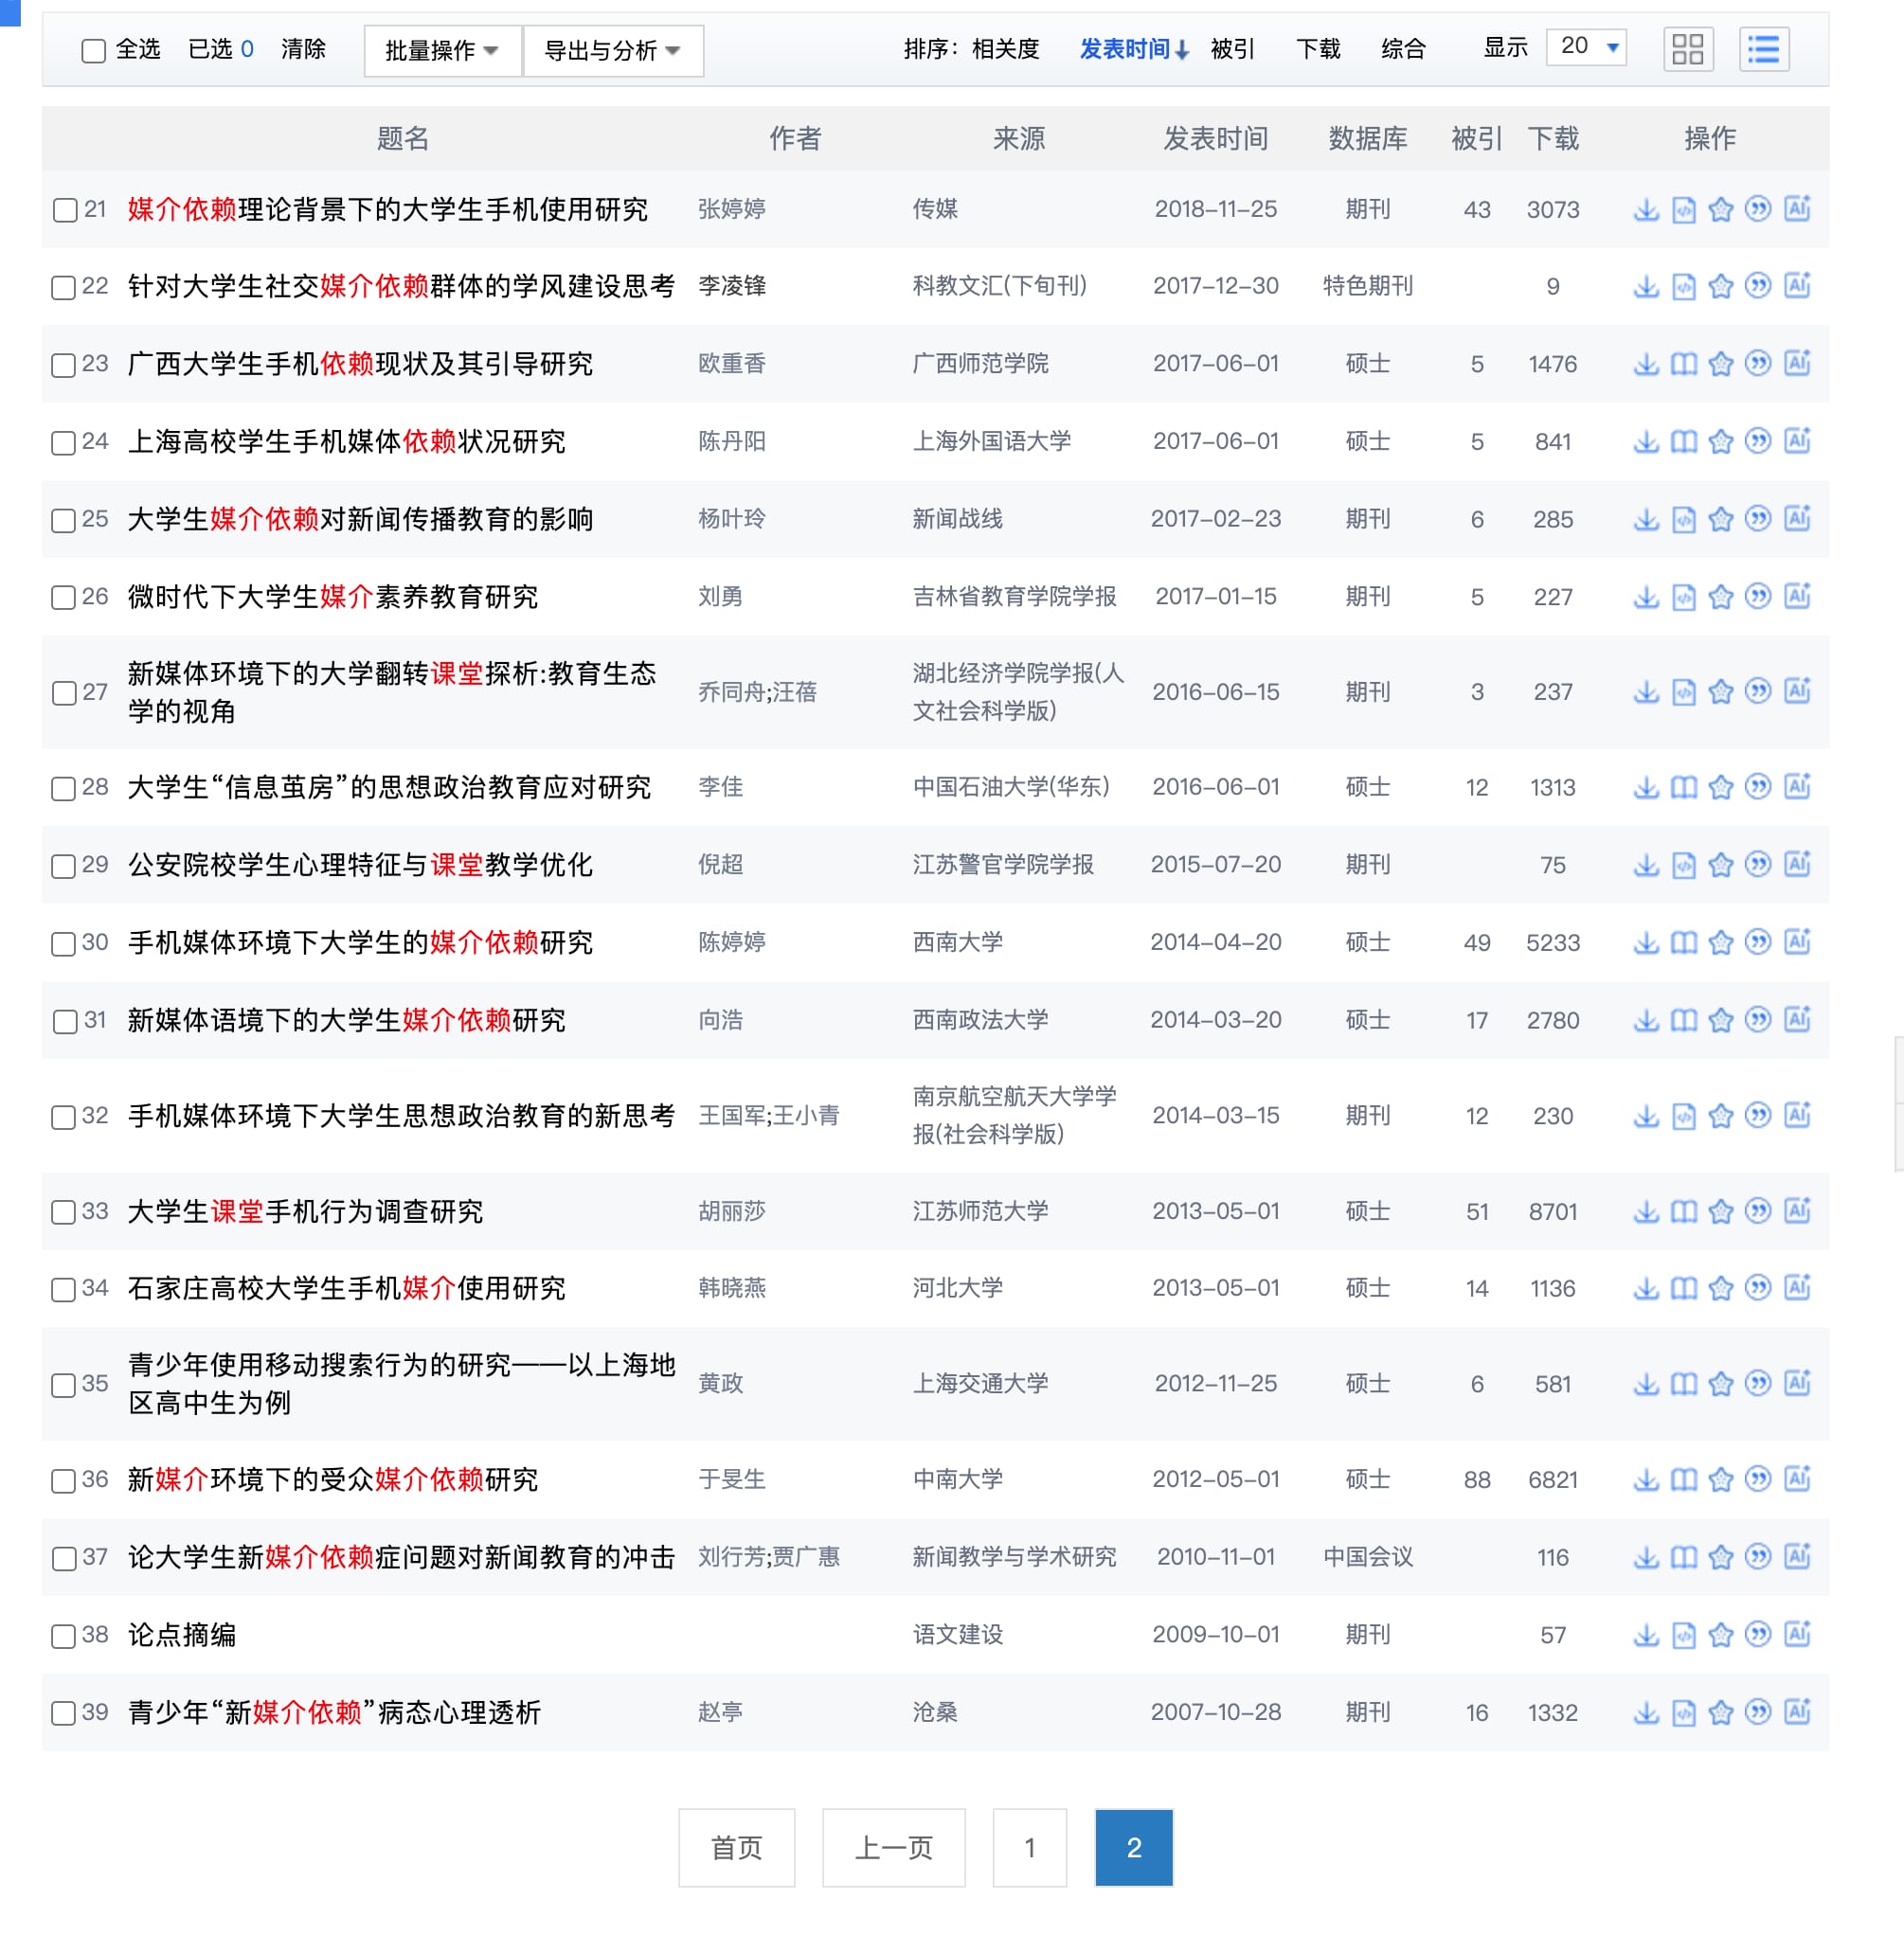 全选 已选 0 清除 批量操作 导出与分析 排序: 相关度 发表时间↓ 被引 下载 综合 显示 20
题名 作者 来源 发表时间 数据库 被引 下载 操作
21 媒介依赖理论背景下的大学生手机使用研究 张婷婷 传媒 2018-11-25 期刊 43 3073 AI
22 针对大学生社交媒介依赖群体的学风建设思考 李凌锋 科教文汇(下旬刊) 2017-12-30 特色期刊 9 AI
23 广西大学生手机依赖现状及其引导研究 欧重香 广西师范学院 2017-06-01 硕士 5 1476 AI
24 上海高校学生手机媒体依赖状况研究 陈丹阳 上海外国语大学 2017-06-01 硕士 5 841 AI
25 大学生媒介依赖对新闻传播教育的影响 杨叶玲 新闻战线 2017-02-23 期刊 6 285 AI
26 微时代下大学生媒介素养教育研究 刘勇 吉林省教育学院学报 2017-01-15 期刊 5 227 AI
27 新媒体环境下的大学翻转课堂探析:教育生态
学的视角 乔同舟;汪蓓 湖北经济学院学报(人
文社会科学版) 2016-06-15 期刊 3 237 AI
28 大学生“信息茧房”的思想政治教育应对研究 李佳 中国石油大学(华东) 2016-06-01 硕士 12 1313 AI
29 公安院校学生心理特征与课堂教学优化 倪超 江苏警官学院学报 2015-07-20 期刊 75 AI
30 手机媒体环境下大学生的媒介依赖研究 陈婷婷 西南大学 2014-04-20 硕士 49 5233 AI
31 新媒体语境下的大学生媒介依赖研究 向浩 西南政法大学 2014-03-20 硕士 17 2780 AI
32 手机媒体环境下大学生思想政治教育的新思考 王国军;王小青 南京航空航天大学学
报(社会科学版) 2014-03-15 期刊 12 230 AI
33 大学生课堂手机行为调查研究 胡丽莎 江苏师范大学 2013-05-01 硕士 51 8701 AI
34 石家庄高校大学生手机媒介使用研究 韩晓燕 河北大学 2013-05-01 硕士 14 1136 AI
35 青少年使用移动搜索行为的研究——以上海地
区高中生为例 黄政 上海交通大学 2012-11-25 硕士 6 581 AI
36 新媒介环境下的受众媒介依赖研究 于旻生 中南大学 2012-05-01 硕士 88 6821 AI
37 论大学生新媒介依赖症问题对新闻教育的冲击 刘行芳;贾广惠 新闻教学与学术研究 2010-11-01 中国会议 116 AI
38 论点摘编 语文建设 2009-10-01 期刊 57 AI
39 青少年“新媒介依赖”病态心理透析 赵亭 沧桑 2007-10-28 期刊 16 1332 AI
首页 上一页 1 2